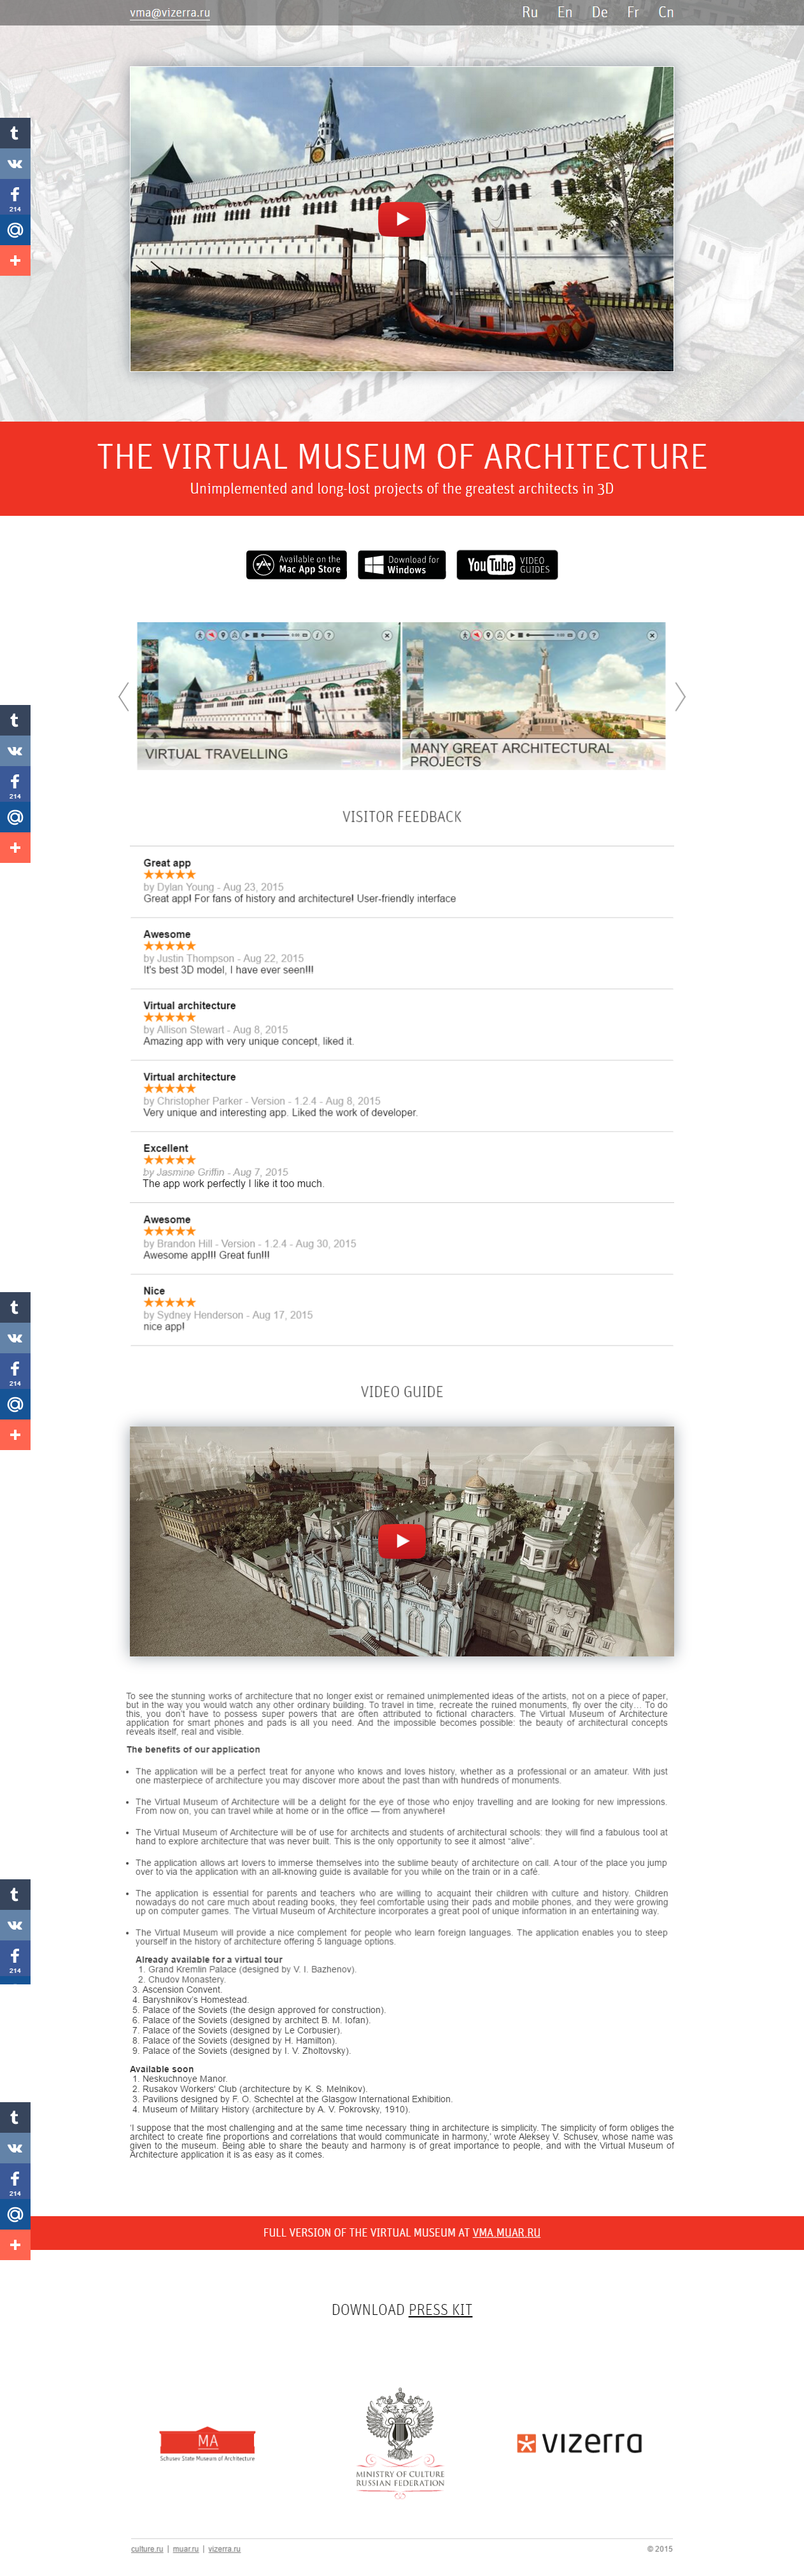 vma@vizerra.ru
Ru En De Fr Cn
214
THE VIRTUAL MUSEUM OF ARCHITECTURE
Unimplemented and long-lost projects of the greatest architects in 3D
Available on the
Mac App Store
Download for
Windows
YouTube VIDEO GUIDES
VIRTUAL TRAVELLING
MANY GREAT ARCHITECTURAL
PROJECTS
214
VISITOR FEEDBACK
Great app
by Dylan Young - Aug 23, 2015
Great app! For fans of history and architecture! User-friendly interface
Awesome
by Justin Thompson - Aug 22, 2015
It's best 3D model, I have ever seen!!!
Virtual architecture
by Allison Stewart - Aug 8, 2015
Amazing app with very unique concept, liked it.
Virtual architecture
by Christopher Parker - Version - 1.2.4 - Aug 8, 2015
Very unique and interesting app. Liked the work of developer.
Excellent
by Jasmine Griffin - Aug 7, 2015
The app work perfectly I like it too much.
Awesome
by Brandon Hill - Version - 1.2.4 - Aug 30, 2015
Awesome app!!! Great fun!!!
Nice
by Sydney Henderson - Aug 17, 2015
nice app!
214
VIDEO GUIDE
To see the stunning works of architecture that no longer exist or remained unimplemented ideas of the artists, not on a piece of paper,
but in the way you would watch any other ordinary building. To travel in time, recreate the ruined monuments, fly over the city... To do
this, you don't have to possess super powers that are often attributed to fictional characters. The Virtual Museum of Architecture
application for smart phones and pads is all you need. And the impossible becomes possible: the beauty of architectural concepts
reveals itself, real and visible.
The benefits of our application
• The application will be a perfect treat for anyone who knows and loves history, whether as a professional or an amateur. With just
one masterpiece of architecture you may discover more about the past than with hundreds of monuments.
• The Virtual Museum of Architecture will be a delight for the eye of those who enjoy travelling and are looking for new impressions.
From now on, you can travel while at home or in the office — from anywhere!
• The Virtual Museum of Architecture will be of use for architects and students of architectural schools: they will find a fabulous tool at
hand to explore architecture that was never built. This is the only opportunity to see it almost “alive”.
• The application allows art lovers to immerse themselves into the sublime beauty of architecture on call. A tour of the place you jump
over to via the application with an all-knowing guide is available for you while on the train or in a café.
• The application is essential for parents and teachers who are willing to acquaint their children with culture and history. Children
nowadays do not care much about reading books, they feel comfortable using their pads and mobile phones, and they were growing
up on computer games. The Virtual Museum of Architecture incorporates a great pool of unique information in an entertaining way.
• The Virtual Museum will provide a nice complement for people who learn foreign languages. The application enables you to steep
yourself in the history of architecture offering 5 language options.
Already available for a virtual tour
1. Grand Kremlin Palace (designed by V. I. Bazhenov).
2. Chudov Monastery.
3. Ascension Convent.
4. Baryshnikov's Homestead.
5. Palace of the Soviets (the design approved for construction).
6. Palace of the Soviets (designed by architect B. M. Iofan).
7. Palace of the Soviets (designed by Le Corbusier).
8. Palace of the Soviets (designed by H. Hamilton).
9. Palace of the Soviets (designed by I. V. Zholtovsky).
214
Available soon
1. Neskuchnoye Manor.
2. Rusakov Workers' Club (architecture by K. S. Melnikov).
3. Pavilions designed by F. O. Schechtel at the Glasgow International Exhibition.
4. Museum of Military History (architecture by A. V. Pokrovsky, 1910).
'I suppose that the most challenging and at the same time necessary thing in architecture is simplicity. The simplicity of form obliges the
architect to create fine proportions and correlations that would communicate in harmony,' wrote Aleksey V. Schusev, whose name was
given to the museum. Being able to share the beauty and harmony is of great importance to people, and with the Virtual Museum of
Architecture application it is as easy as it comes.
214
FULL VERSION OF THE VIRTUAL MUSEUM AT VMA.MUAR.RU
DOWNLOAD PRESS KIT
MA
Schusev State Museum of Architecture
MINISTRY OF CULTURE
RUSSIAN FEDERATION
vizerra
culture.ru | muar.ru | vizerra.ru
© 2015